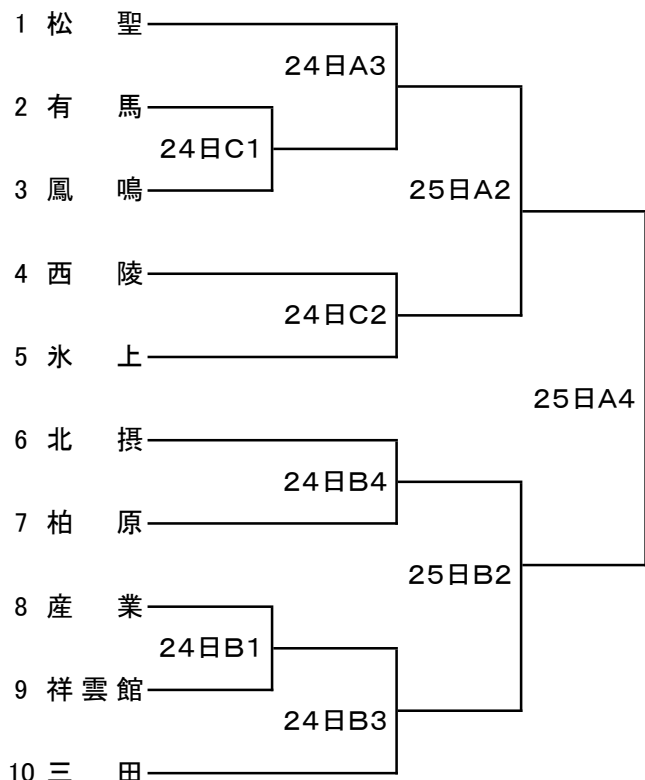 1 松 聖
24日A3
2 有 馬
24日C1
3 鳳 鳴
25日A2
4 西 陵
24日C2
5 氷 上
25日A4
6 北 摂
24日B4
7 柏 原
25日B2
8 産 業
24日B1
9 祥雲館
24日B3
10 三 田